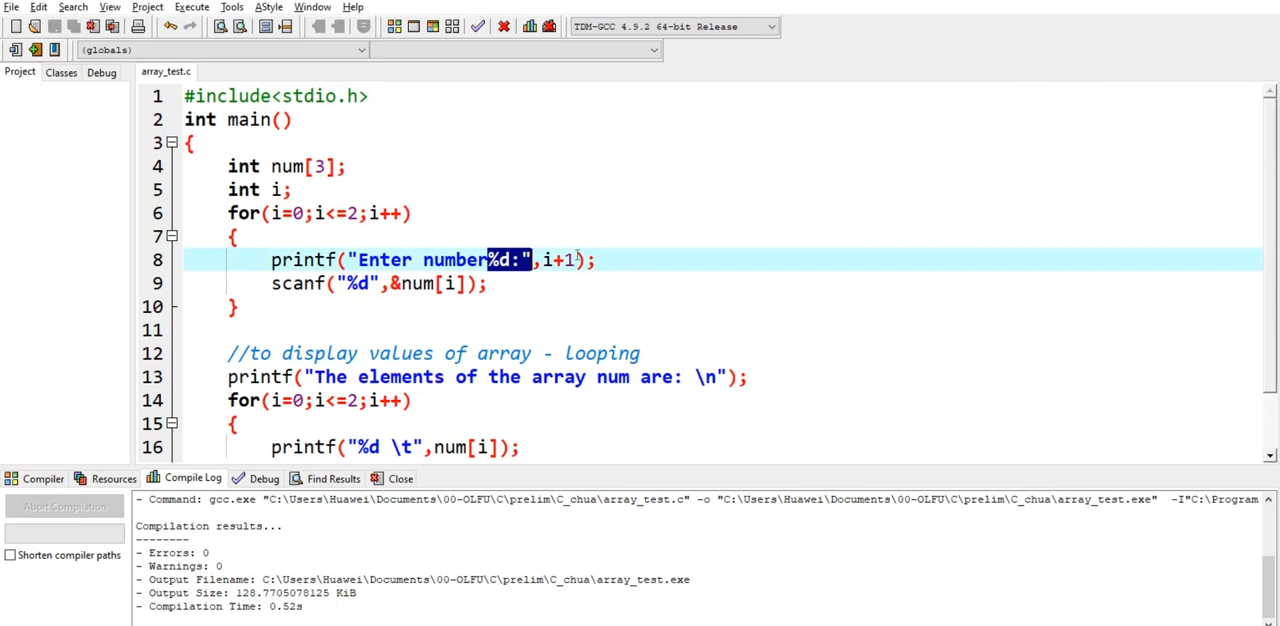 File Edit Search View Project Execute Tools AStyle Window Help
TDM-GCC 4.9.2 64-bit Release
(globals)
Project Classes Debug array_test.c
1 #include<stdio.h>
2 int main()
3 {
4 int num[3];
5 int i;
6 for(i=0;i<=2;i++)
7 {
8 printf("Enter number%d:",i+1);
9 scanf("%d",&num[i]);
10 }
11
12 //to display values of array - looping
13 printf("The elements of the array num are: \n");
14 for(i=0;i<=2;i++)
15 {
16 printf("%d \t",num[i]);
Compiler Resources Compile Log Debug Find Results Close
Abort Compilation
Shorten compiler paths
- Command: gcc.exe "C:\Users\Huawei\Documents\00-OLFU\C\prelim\C_chua\array_test.c" -o "C:\Users\Huawei\Documents\00-OLFU\C\prelim\C_chua\array_test.exe" -I"C:\Program
Compilation results...
--------
- Errors: 0
- Warnings: 0
- Output Filename: C:\Users\Huawei\Documents\00-OLFU\C\prelim\C_chua\array_test.exe
- Output Size: 128.7705078125 KiB
- Compilation Time: 0.52s